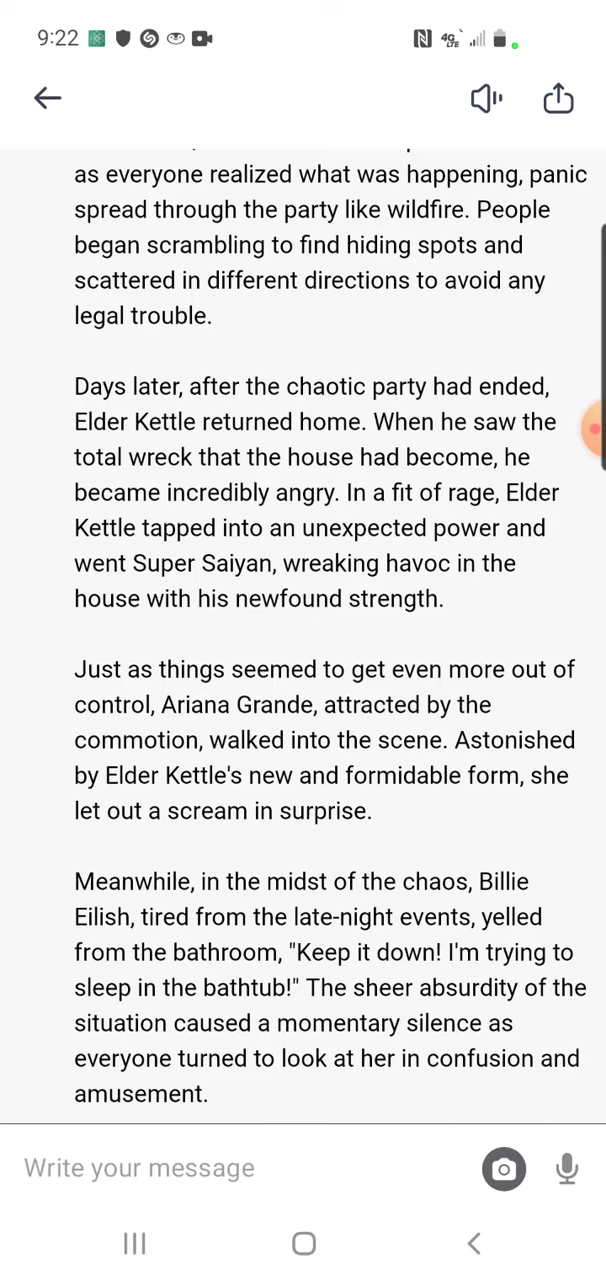 9:22
4G LTE
as everyone realized what was happening, panic
spread through the party like wildfire. People
began scrambling to find hiding spots and
scattered in different directions to avoid any
legal trouble.
Days later, after the chaotic party had ended,
Elder Kettle returned home. When he saw the
total wreck that the house had become, he
became incredibly angry. In a fit of rage, Elder
Kettle tapped into an unexpected power and
went Super Saiyan, wreaking havoc in the
house with his newfound strength.
Just as things seemed to get even more out of
control, Ariana Grande, attracted by the
commotion, walked into the scene. Astonished
by Elder Kettle's new and formidable form, she
let out a scream in surprise.
Meanwhile, in the midst of the chaos, Billie
Eilish, tired from the late-night events, yelled
from the bathroom, "Keep it down! I'm trying to
sleep in the bathtub!" The sheer absurdity of the
situation caused a momentary silence as
everyone turned to look at her in confusion and
amusement.
Write your message